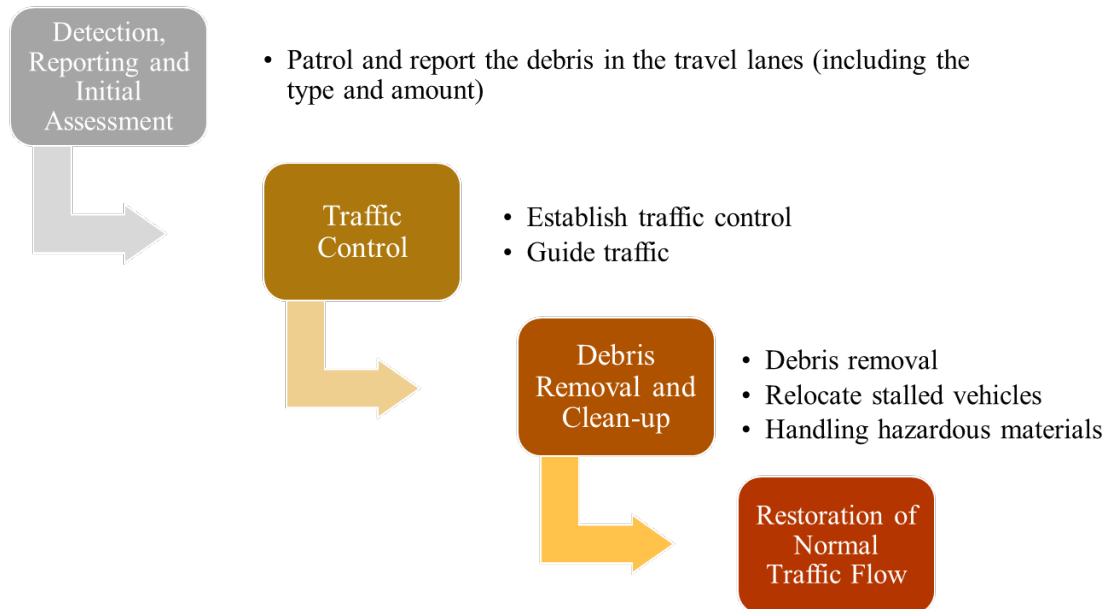 Detection,
Reporting and
Initial
Assessment
• Patrol and report the debris in the travel lanes (including the
type and amount)
Traffic
Control
• Establish traffic control
• Guide traffic
Debris
Removal and
Clean-up
• Debris removal
• Relocate stalled vehicles
• Handling hazardous materials
Restoration of
Normal
Traffic Flow